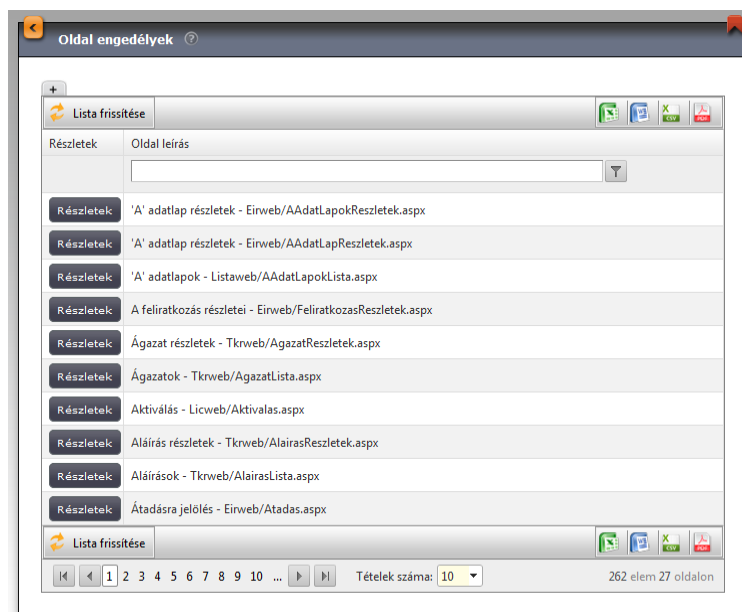 Oldal engedélyek ?
+
Lista frissítése X W X CSV PDF
Részletek Oldal leírás
Részletek 'A' adatlap részletek - Eirweb/AAdatLapokReszletek.aspx
Részletek 'A' adatlap részletek - Eirweb/AAdatLapReszletek.aspx
Részletek 'A' adatlapok - Listaweb/AAdatLapokLista.aspx
Részletek A feliratkozás részletei - Eirweb/FeliratkozasReszletek.aspx
Részletek Ágazat részletek - Tkrweb/AgazatReszletek.aspx
Részletek Ágazatok - Tkrweb/AgazatLista.aspx
Részletek Aktiválás - Licweb/Aktivalas.aspx
Részletek Aláírás részletek - Tkrweb/AlairasReszletek.aspx
Részletek Aláírások - Tkrweb/AlairasLista.aspx
Részletek Átadásra jelölés - Eirweb/Atadas.aspx
Lista frissítése X W X CSV PDF
1 2 3 4 5 6 7 8 9 10 ... Tételek száma: 10 262 elem 27 oldalon